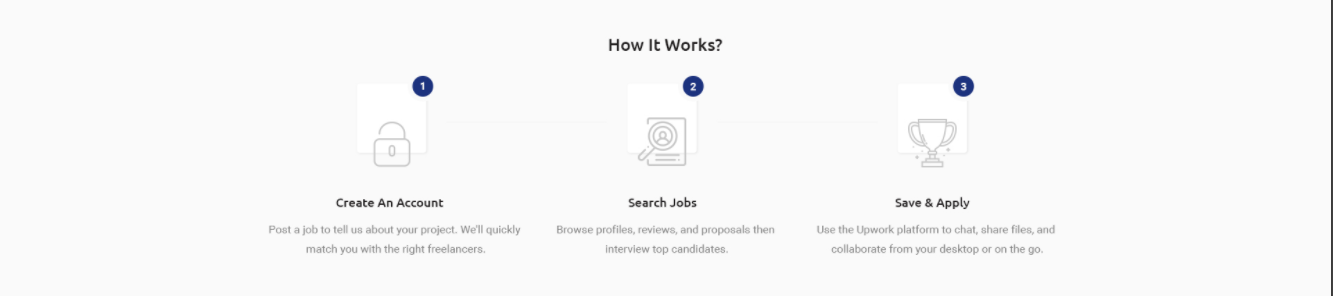 How It Works?
1
2
3
Create An Account
Post a job to tell us about your project. We'll quickly
match you with the right freelancers.
Search Jobs
Browse profiles, reviews, and proposals then
interview top candidates.
Save & Apply
Use the Upwork platform to chat, share files, and
collaborate from your desktop or on the go.